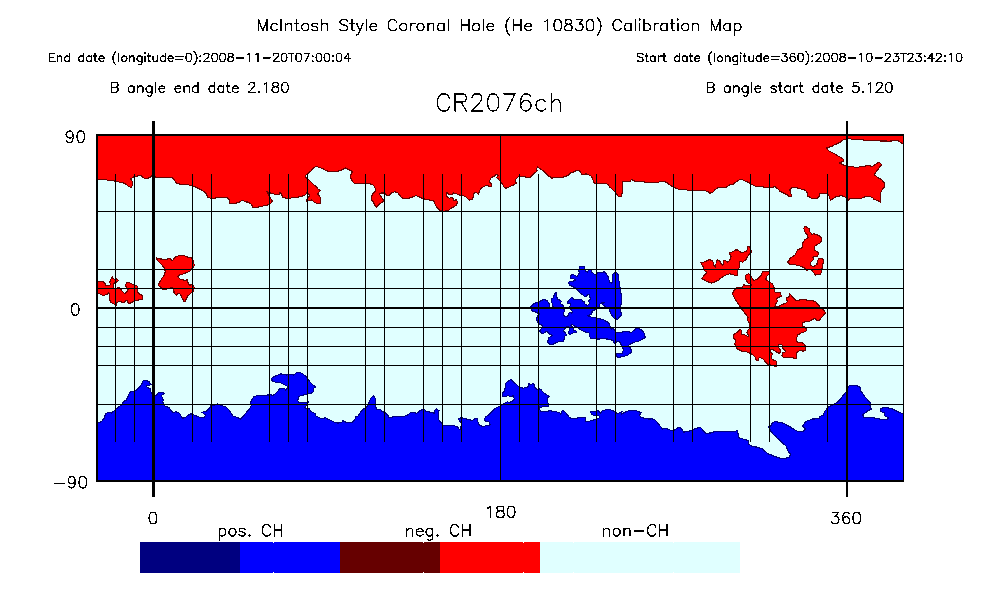 McIntosh Style Coronal Hole (He 10830) Calibration Map
End date (longitude=0):2008-11-20T07:00:04
Start date (longitude=360):2008-10-23T23:42:10
B angle end date 2.180
B angle start date 5.120
CR2076ch
90
0
-90
0
180
360
pos. CH
neg. CH
non-CH